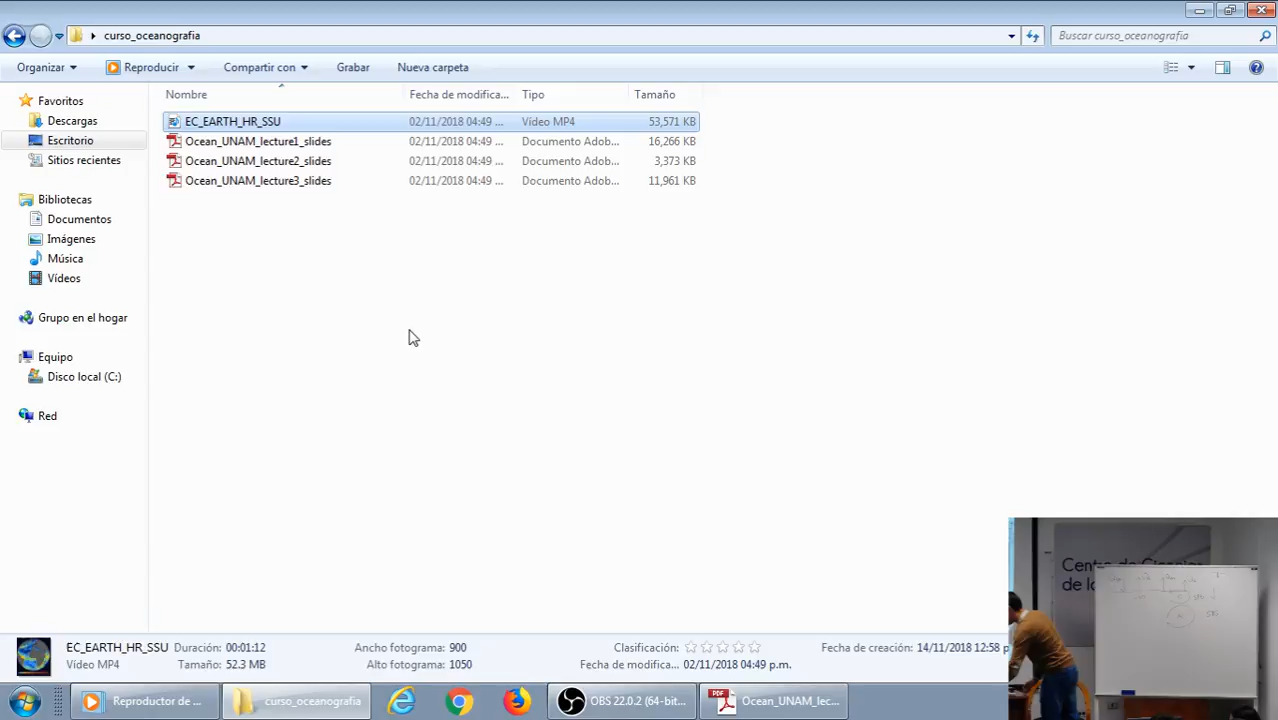 curso_oceanografia
Buscar curso_oceanografia
Organizar
Reproducir
Compartir con
Grabar
Nueva carpeta
Favoritos
Descargas
Escritorio
Sitios recientes
Bibliotecas
Documentos
Imágenes
Música
Vídeos
Grupo en el hogar
Equipo
Disco local (C:)
Red
Nombre Fecha de modifica... Tipo Tamaño
EC_EARTH_HR_SSU 02/11/2018 04:49 ... Vídeo MP4 53,571 KB
Ocean_UNAM_lecture1_slides 02/11/2018 04:49 ... Documento Adob... 16,266 KB
Ocean_UNAM_lecture2_slides 02/11/2018 04:49 ... Documento Adob... 3,373 KB
Ocean_UNAM_lecture3_slides 02/11/2018 04:49 ... Documento Adob... 11,961 KB
Centro de Ciencias
de la
EC_EARTH_HR_SSU Duración: 00:01:12 Ancho fotograma: 900 Clasificación: Fecha de creación: 14/11/2018 12:58 p
Vídeo MP4 Tamaño: 52.3 MB Alto fotograma: 1050 Fecha de modifica... 02/11/2018 04:49 p.m.
Reproductor de ... curso_oceanografia OBS 22.0.2 (64-bit... PDF Ocean_UNAM_lec...